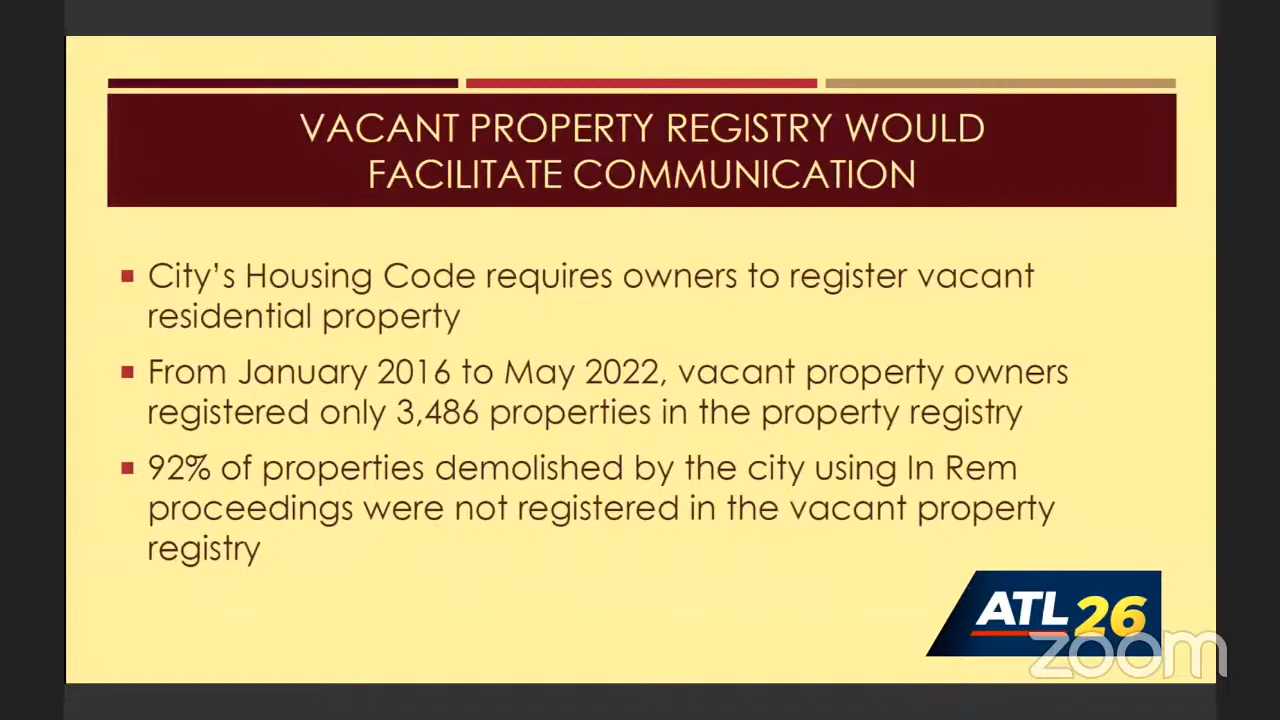 VACANT PROPERTY REGISTRY WOULD
FACILITATE COMMUNICATION
City's Housing Code requires owners to register vacant
residential property
From January 2016 to May 2022, vacant property owners
registered only 3,486 properties in the property registry
92% of properties demolished by the city using In Rem
proceedings were not registered in the vacant property
registry
ATL 26
zoom